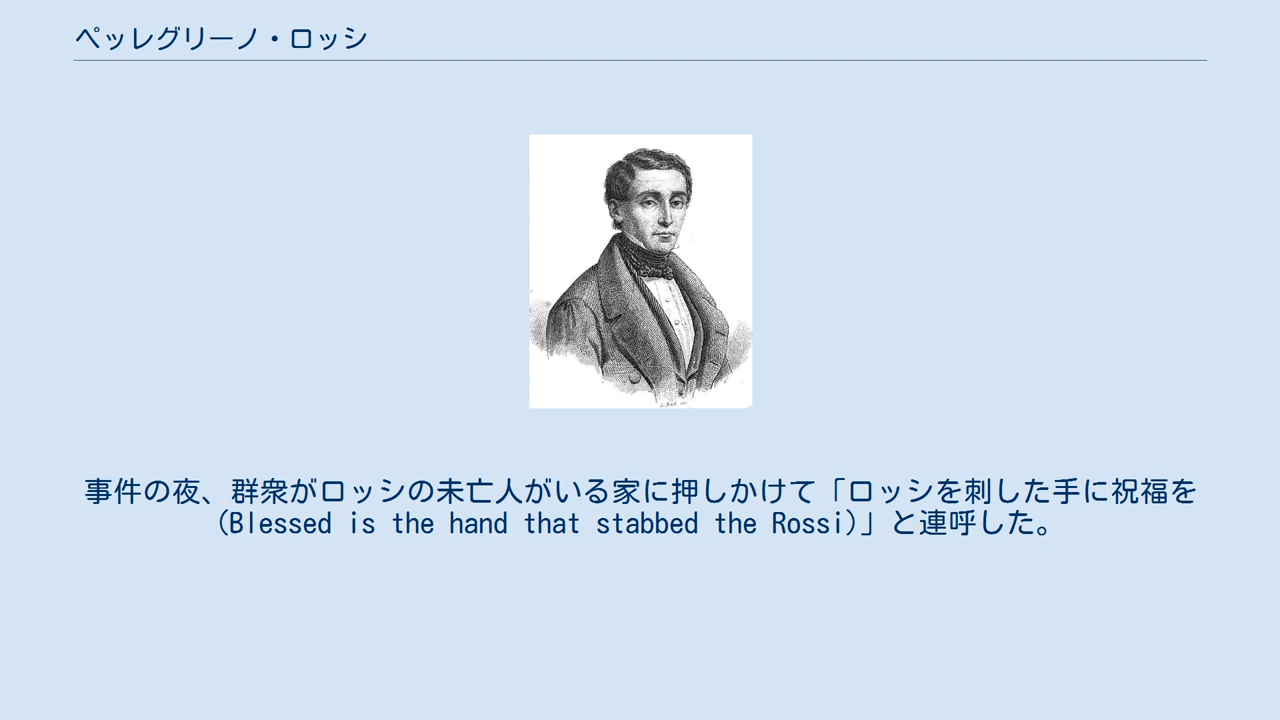 ペッレグリーノ・ロッシ
事件の夜、群衆がロッシの未亡人がいる家に押しかけて「ロッシを刺した手に祝福を
(Blessed is the hand that stabbed the Rossi)」と連呼した。